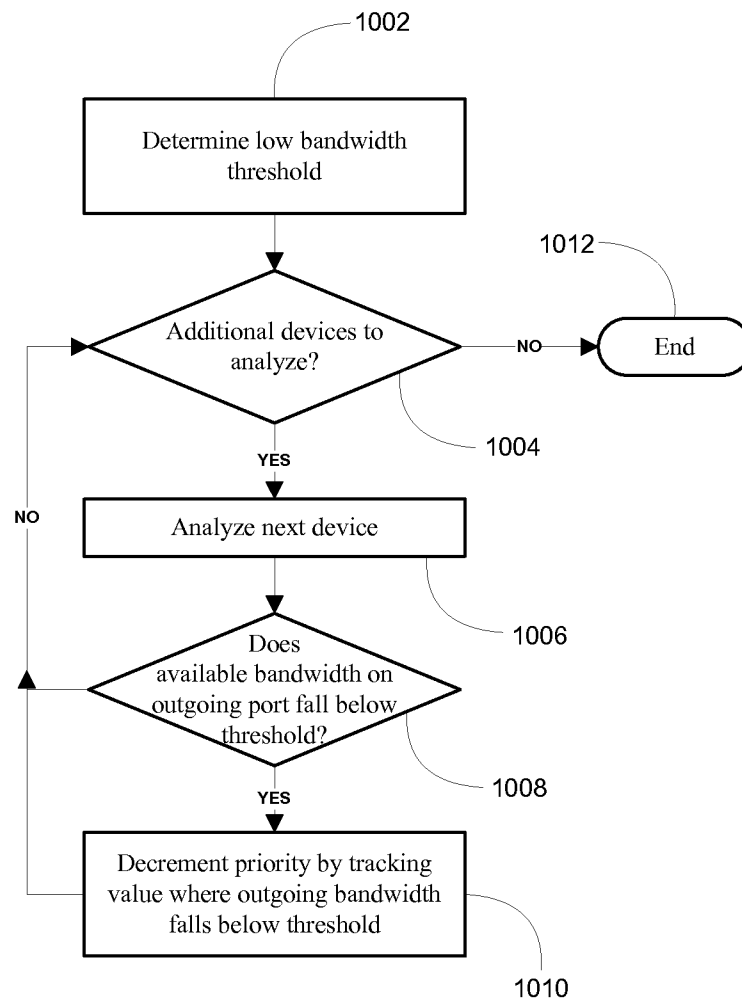 1002
Determine low bandwidth
threshold
1012
Additional devices to
analyze?
NO
End
1004
YES
NO
Analyze next device
1006
Does
available bandwidth on
outgoing port fall below
threshold?
1008
YES
Decrement priority by tracking
value where outgoing bandwidth
falls below threshold
1010